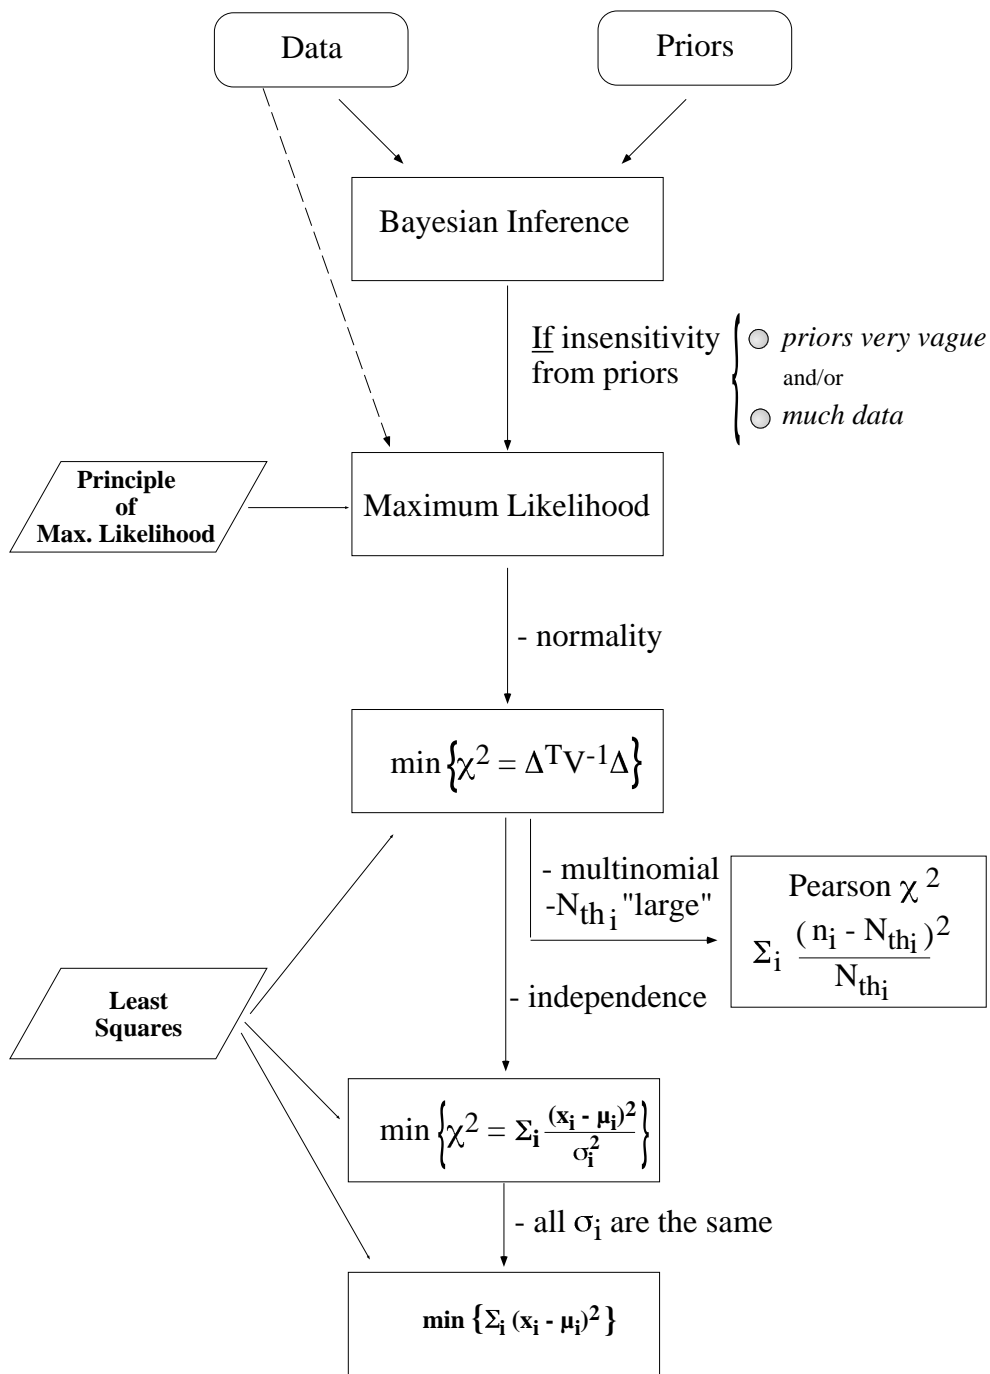 Data
Priors
Bayesian Inference
If insensitivity
from priors
priors very vague
and/or
much data
Principle
of
Max. Likelihood
Maximum Likelihood
- normality
min {χ² = ΔᵀV⁻¹Δ}
- multinomial
-N_th_i "large"
Pearson χ²
Σ_i (n_i - N_th_i)² / N_th_i
- independence
Least
Squares
min {χ² = Σ_i (x_i - μ_i)² / σ_i²}
- all σ_i are the same
min {Σ_i (x_i - μ_i)²}